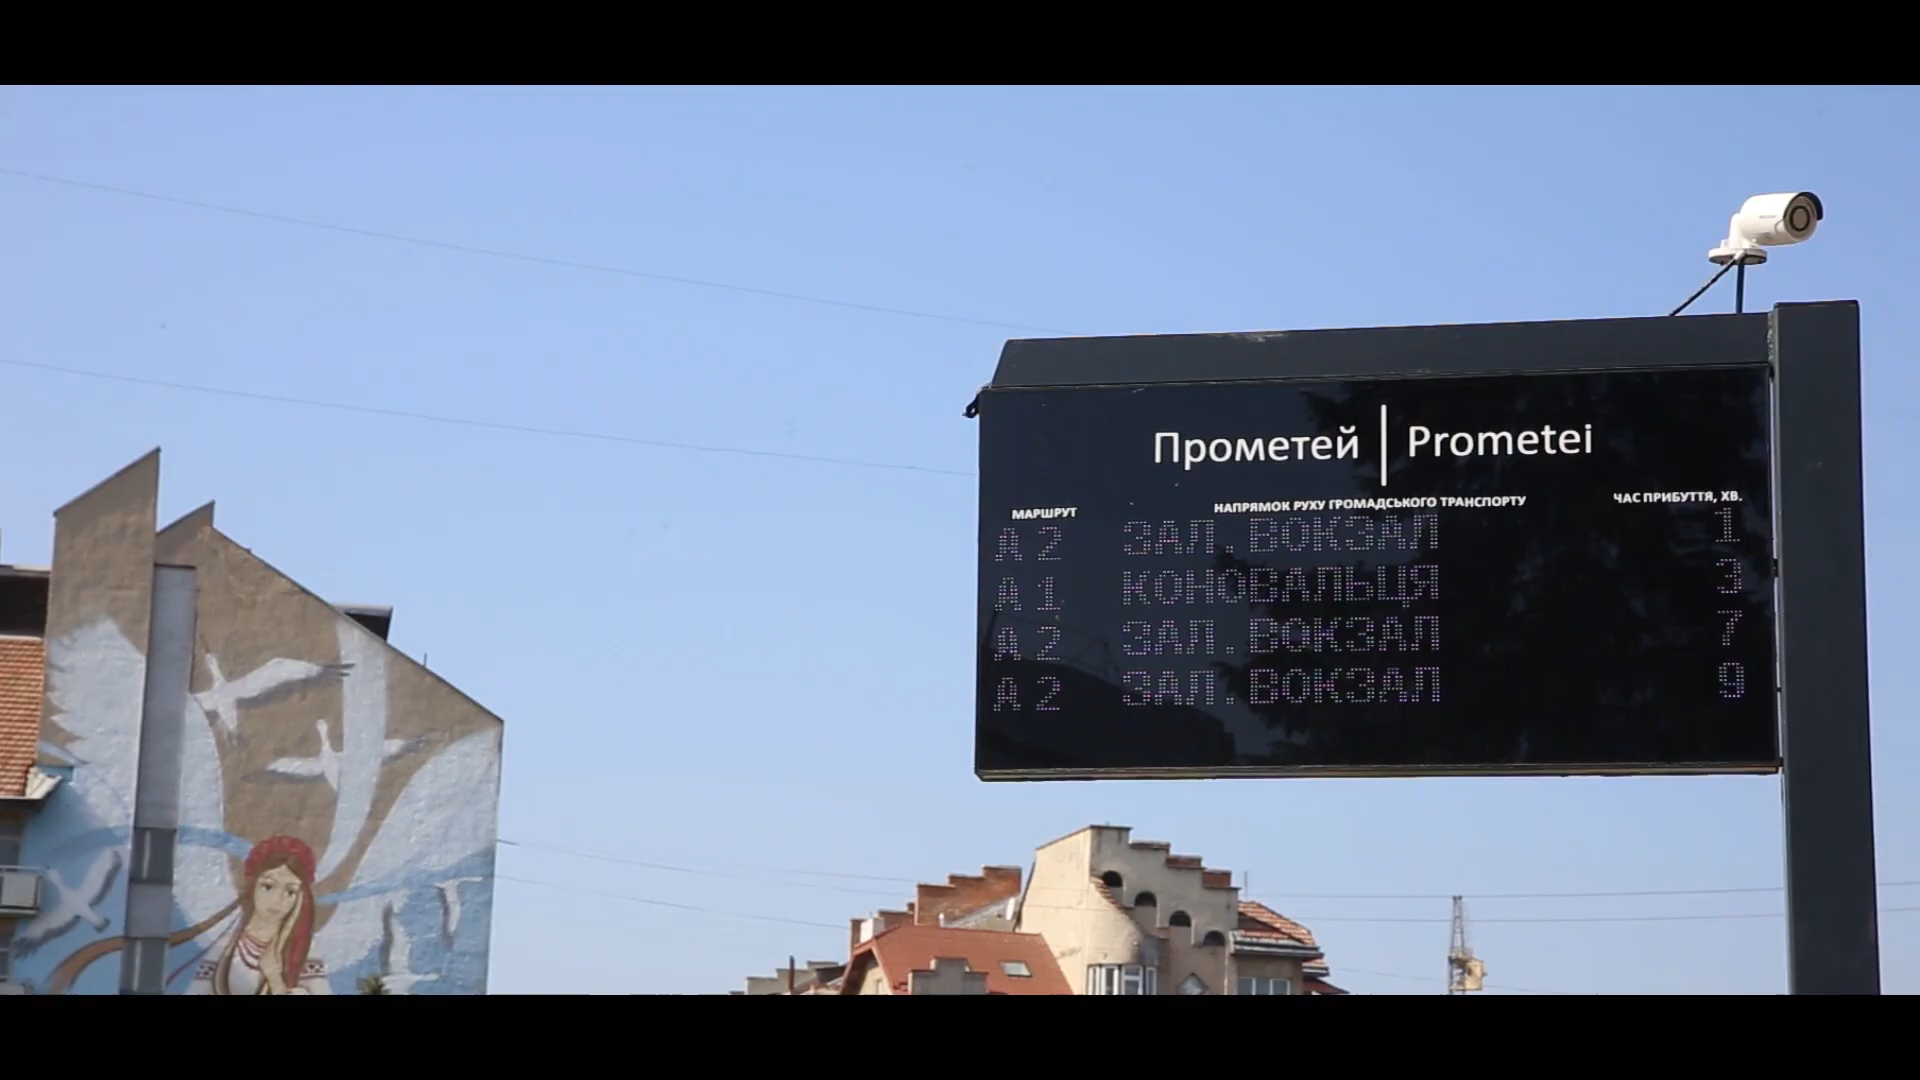 Прометей | Prometei
МАРШРУТ НАПРЯМОК РУХУ ГРОМАДСЬКОГО ТРАНСПОРТУ ЧАС ПРИБУТТЯ, ХВ.
А 2 ЗАЛ.ВОКЗАЛ 1
А 1 КОНОВАЛЬЦЯ 3
А 2 ЗАЛ.ВОКЗАЛ 7
А 2 ЗАЛ.ВОКЗАЛ 9